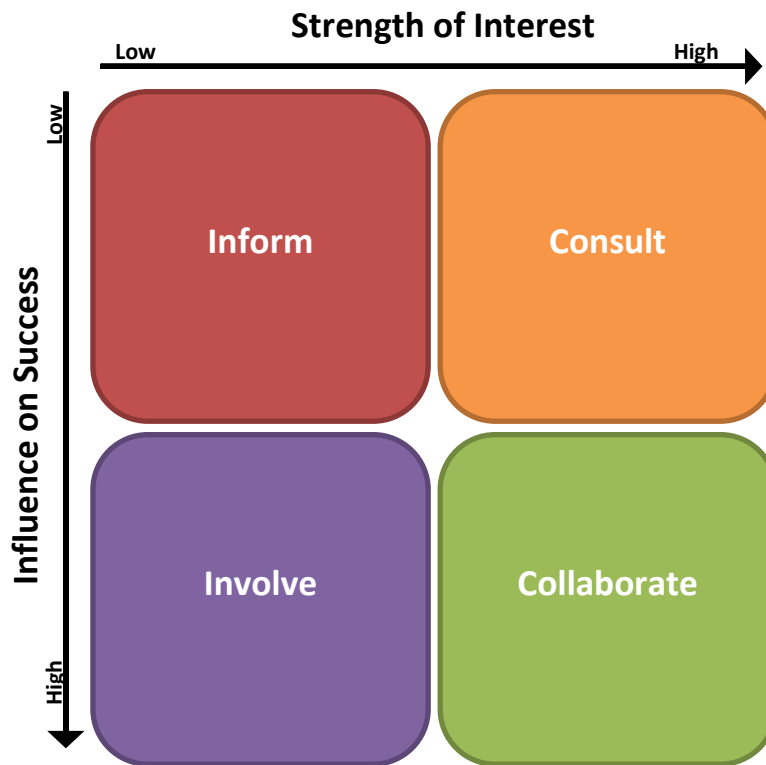 Strength of Interest
Low
High
Low
Influence on Success
High
Inform
Consult
Involve
Collaborate